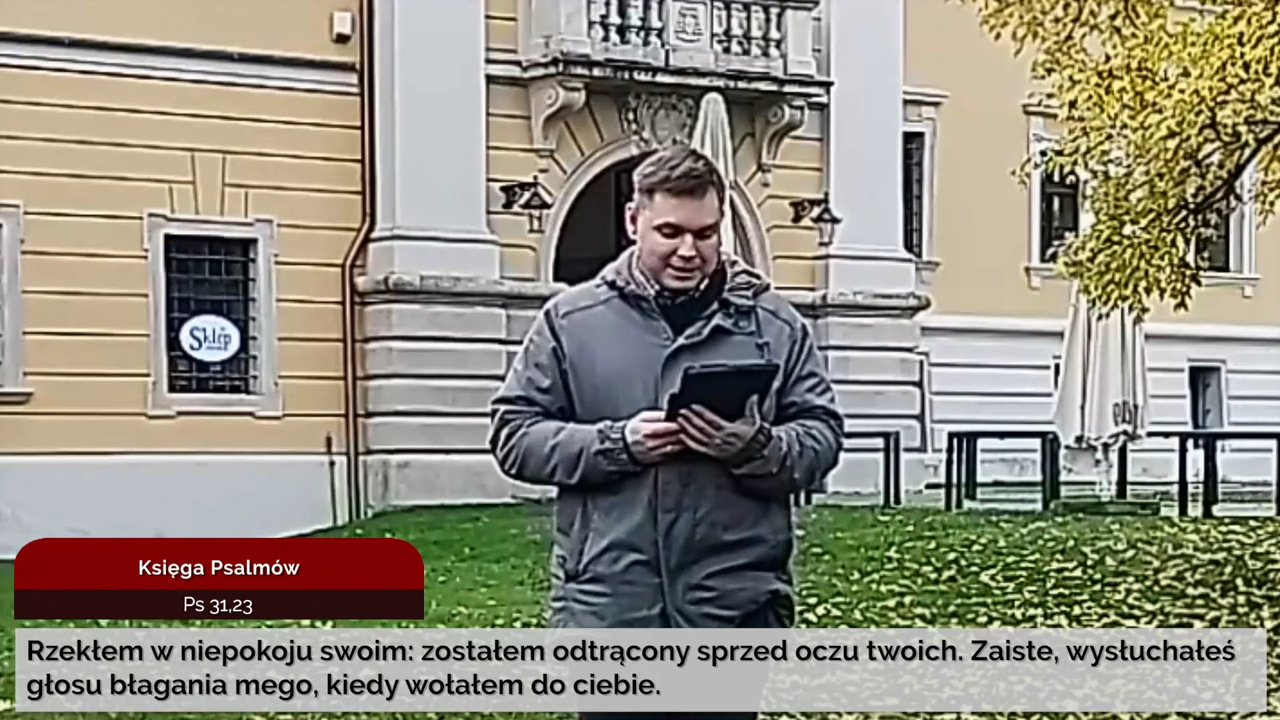 Sklep
Księga Psalmów
Ps 31,23
Rzekłem w niepokoju swoim: zostałem odtrącony sprzed oczu twoich. Zaiste, wysłuchałeś
głosu błagania mego, kiedy wołałem do ciebie.